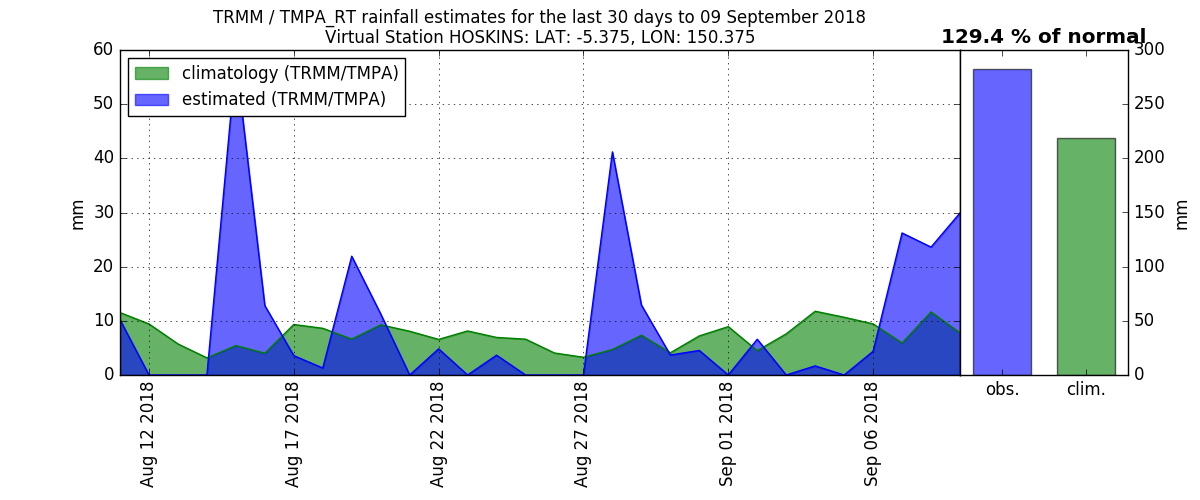 TRMM / TMPA_RT rainfall estimates for the last 30 days to 09 September 2018
Virtual Station HOSKINS: LAT: -5.375, LON: 150.375
129.4 % of normal
climatology (TRMM/TMPA)
estimated (TRMM/TMPA)
60
50
40
30
20
10
0
mm
300
250
200
150
100
50
0
mm
Aug 12 2018
Aug 17 2018
Aug 22 2018
Aug 27 2018
Sep 01 2018
Sep 06 2018
obs.
clim.